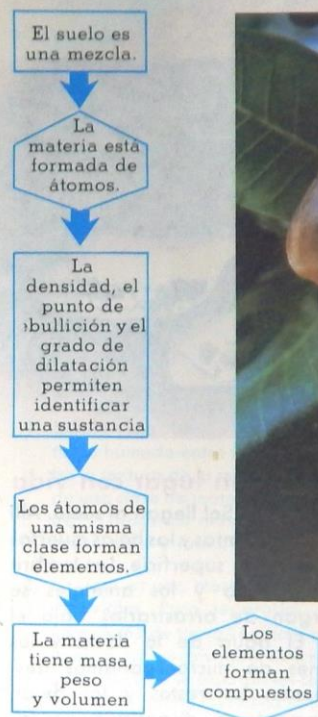 El suelo es
una mezcla.
La
materia está
formada de
átomos.
La
densidad, el
punto de
ebullición y el
grado de
dilatación
permiten
identificar
una sustancia
Los átomos de
una misma
clase forman
elementos.
La materia
tiene masa,
peso
y volumen
Los
elementos
forman
compuestos